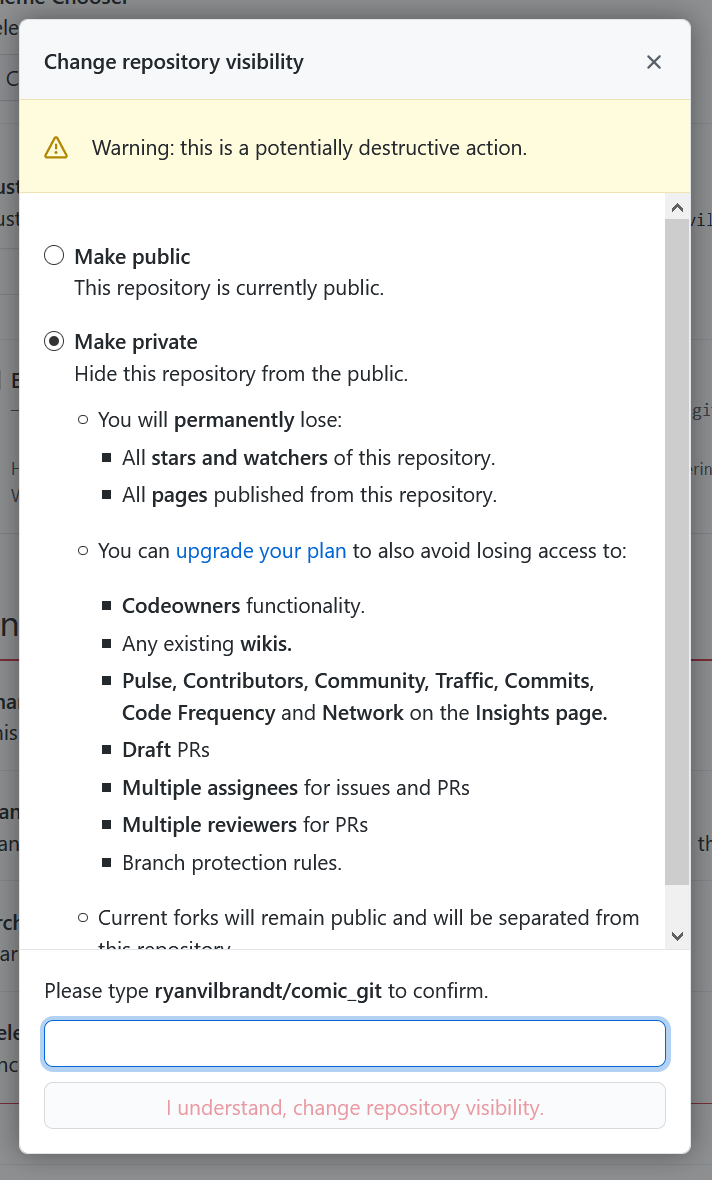 Change repository visibility
Warning: this is a potentially destructive action.
Make public
This repository is currently public.
Make private
Hide this repository from the public.
You will permanently lose:
All stars and watchers of this repository.
All pages published from this repository.
You can upgrade your plan to also avoid losing access to:
Codeowners functionality.
Any existing wikis.
Pulse, Contributors, Community, Traffic, Commits,
Code Frequency and Network on the Insights page.
Draft PRs
Multiple assignees for issues and PRs
Multiple reviewers for PRs
Branch protection rules.
Current forks will remain public and will be separated from
this repository.
Please type ryanvilbrandt/comic_git to confirm.
I understand, change repository visibility.